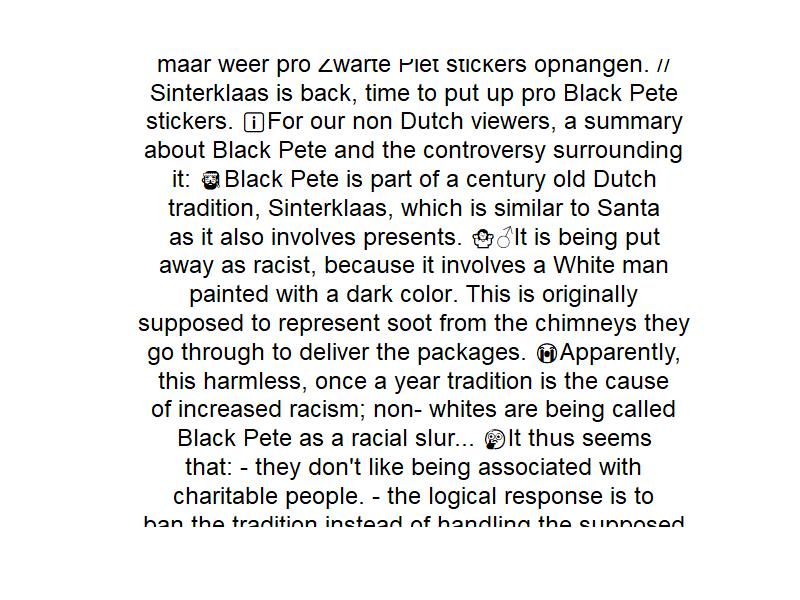 maar weer pro Zwarte Piet stickers ophangen. //
Sinterklaas is back, time to put up pro Black Pete
stickers. ℹ️For our non Dutch viewers, a summary
about Black Pete and the controversy surrounding
it: 🎅Black Pete is part of a century old Dutch
tradition, Sinterklaas, which is similar to Santa
as it also involves presents. 🤷♂It is being put
away as racist, because it involves a White man
painted with a dark color. This is originally
supposed to represent soot from the chimneys they
go through to deliver the packages. Apparently,
this harmless, once a year tradition is the cause
of increased racism; non- whites are being called
Black Pete as a racial slur... It thus seems
that: - they don't like being associated with
charitable people. - the logical response is to
ban the tradition instead of handling the supposed